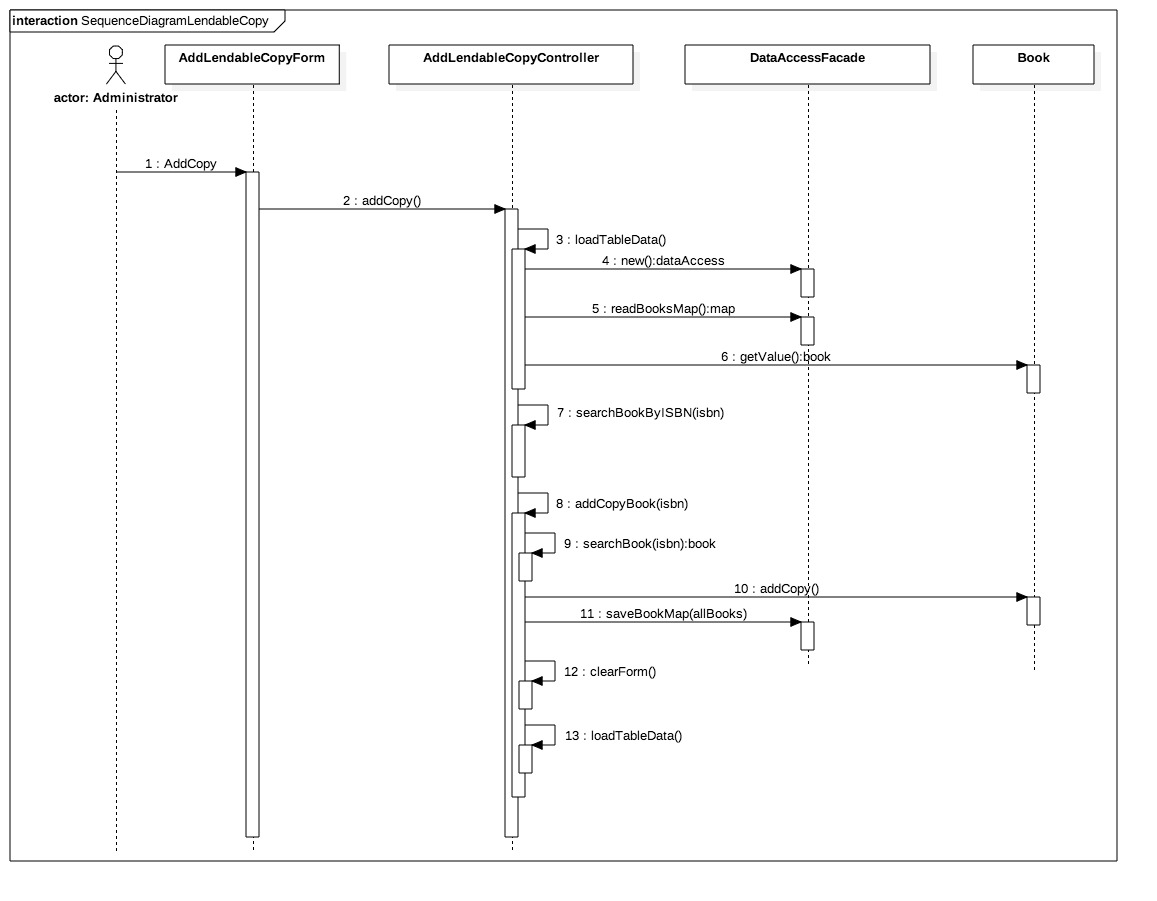 interaction SequenceDiagramLendableCopy
AddLendableCopyForm
AddLendableCopyController
DataAccessFacade
Book
actor: Administrator
1 : AddCopy
2 : addCopy()
3 : loadTableData()
4 : new():dataAccess
5 : readBooksMap():map
6 : getValue():book
7 : searchBookByISBN(isbn)
8 : addCopyBook(isbn)
9 : searchBook(isbn):book
10 : addCopy()
11 : saveBookMap(allBooks)
12 : clearForm()
13 : loadTableData()